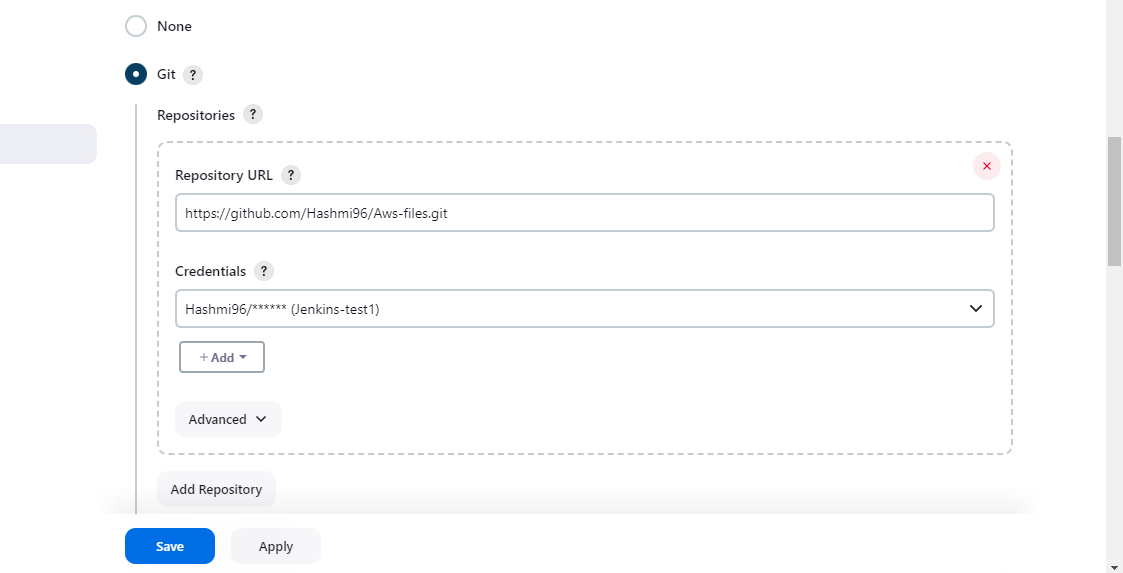 None
Git ?
Repositories ?
Repository URL ?
https://github.com/Hashmi96/Aws-files.git
Credentials ?
Hashmi96/****** (Jenkins-test1)
+ Add
Advanced
Add Repository
Save Apply